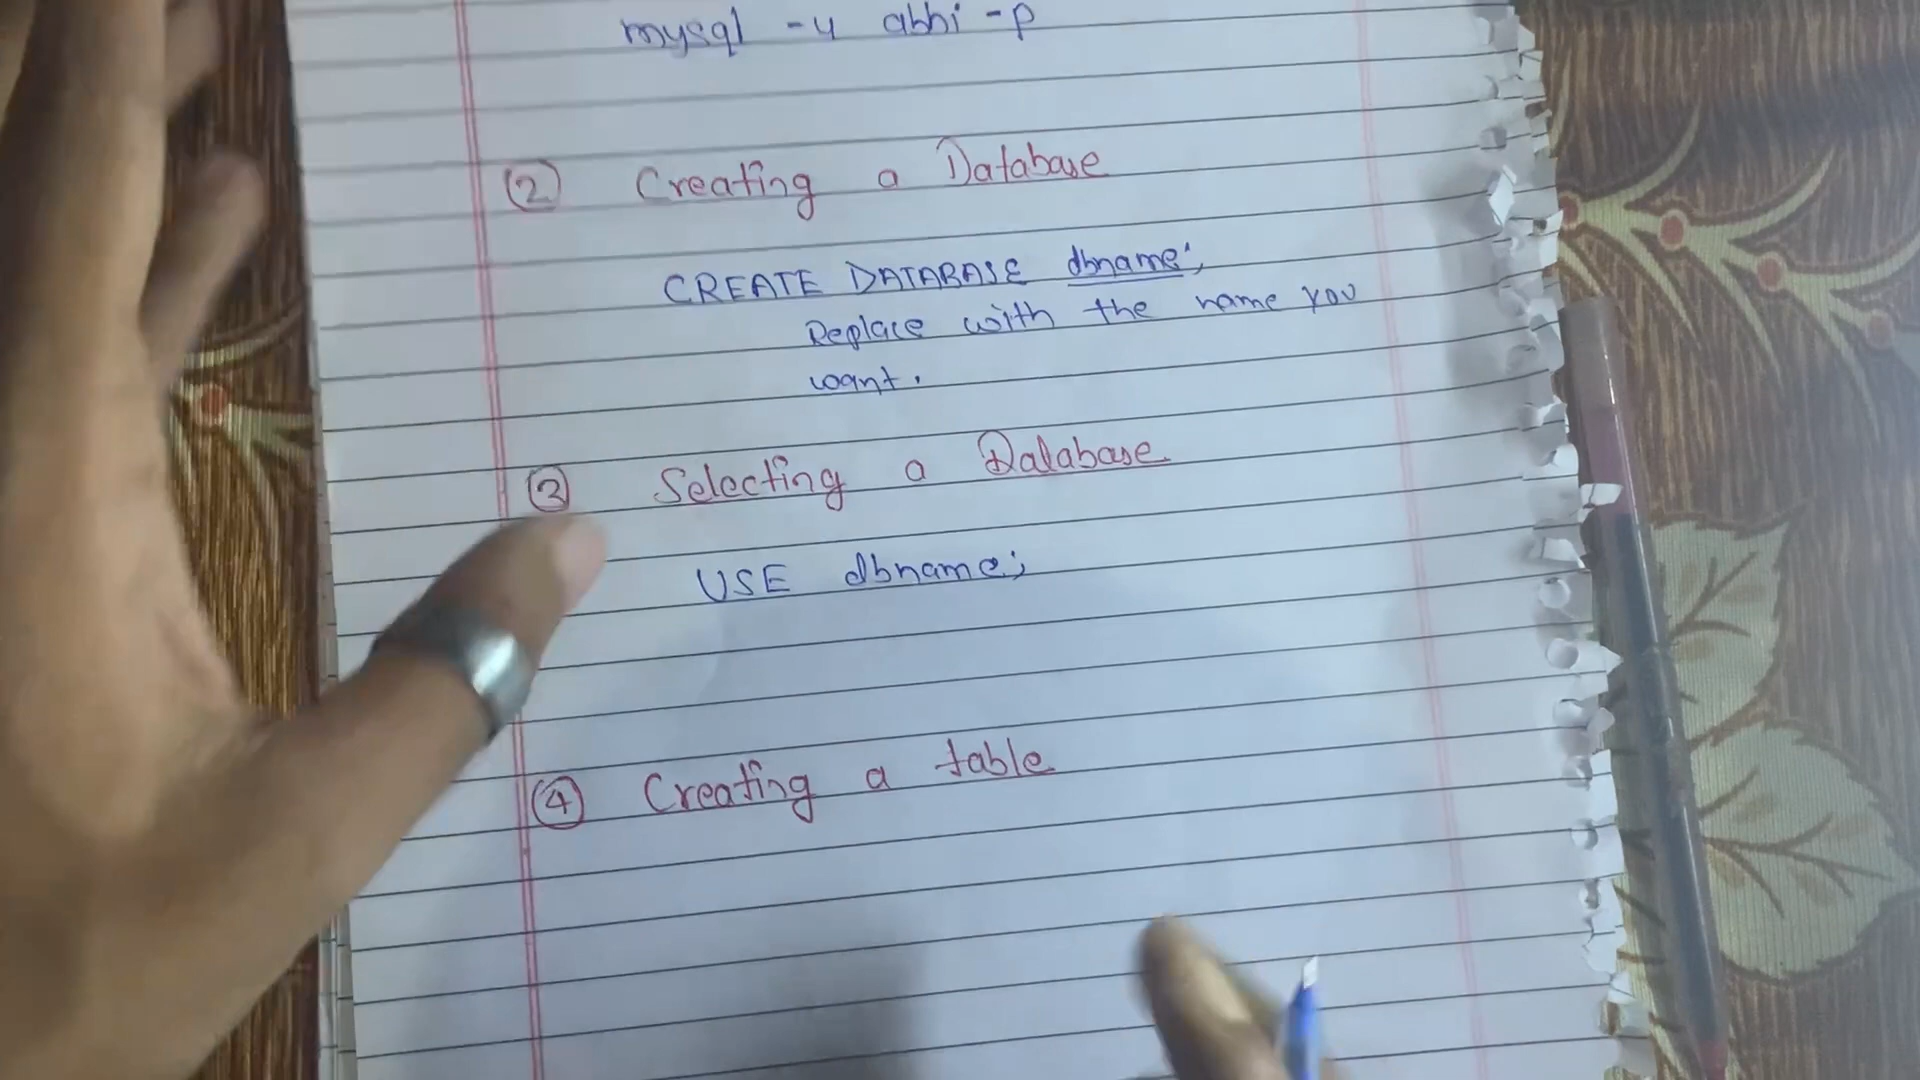 mysql -u abhi -p
② Creating a Database
CREATE DATABASE dbname;
Replace with the name you
want.
③ Selecting a Database
USE dbname;
④ Creating a table